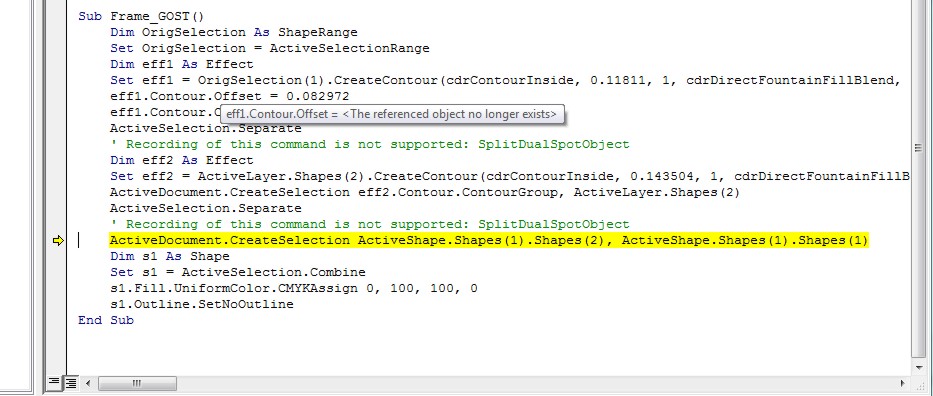 Sub Frame_GOST()
Dim OrigSelection As ShapeRange
Set OrigSelection = ActiveSelectionRange
Dim eff1 As Effect
Set eff1 = OrigSelection(1).CreateContour(cdrContourInside, 0.11811, 1, cdrDirectFountainFillBlend,
eff1.Contour.Offset = 0.082972
eff1.Contour.C
eff1.Contour.Offset = <The referenced object no longer exists>
ActiveSelection.Separate
' Recording of this command is not supported: SplitDualSpotObject
Dim eff2 As Effect
Set eff2 = ActiveLayer.Shapes(2).CreateContour(cdrContourInside, 0.143504, 1, cdrDirectFountainFillB
ActiveDocument.CreateSelection eff2.Contour.ContourGroup, ActiveLayer.Shapes(2)
ActiveSelection.Separate
' Recording of this command is not supported: SplitDualSpotObject
ActiveDocument.CreateSelection ActiveShape.Shapes(1).Shapes(2), ActiveShape.Shapes(1).Shapes(1)
Dim s1 As Shape
Set s1 = ActiveSelection.Combine
s1.Fill.UniformColor.CMYKAssign 0, 100, 100, 0
s1.Outline.SetNoOutline
End Sub